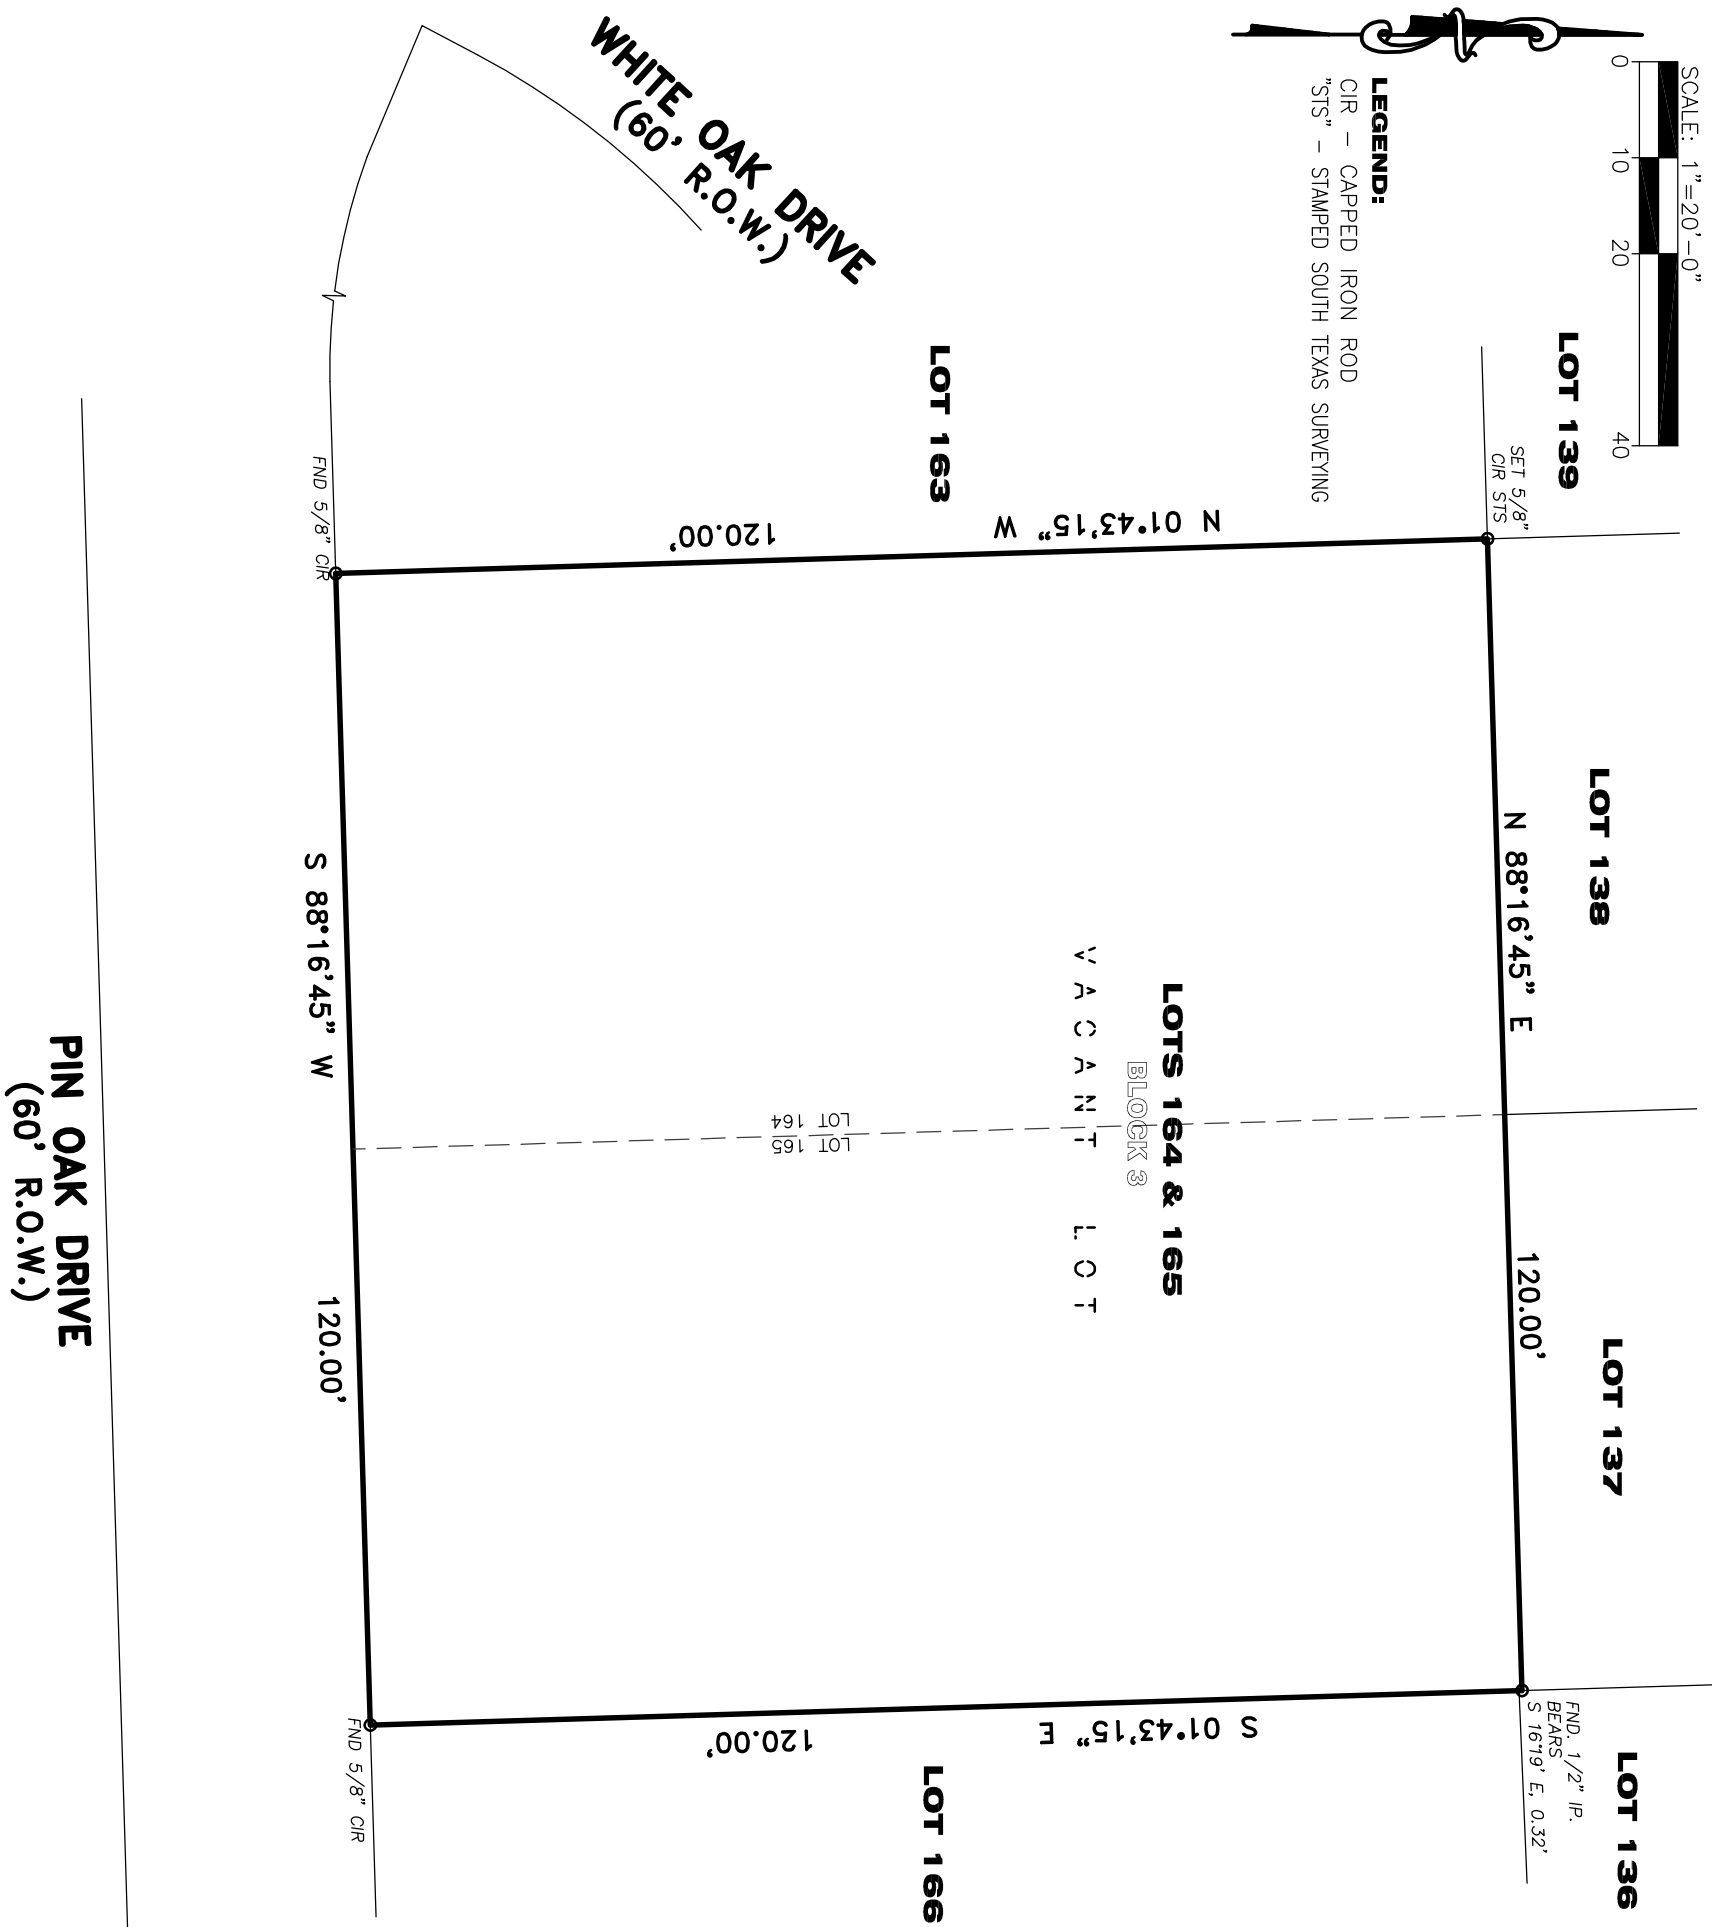 SCALE: 1"=20'-0"
0 10 20 40
LEGEND:
CIR - CAPPED IRON ROD
"STS" - STAMPED SOUTH TEXAS SURVEYING
LOT 139
LOT 138
LOT 137
LOT 136
SET 5/8"
CIR STS
N 88°16'45" E 120.00'
FND. 1/2" IP.
BEARS
S 16°19' E, 0.32'
WHITE OAK DRIVE
(60' R.O.W.)
LOT 163
N 01°43'15" W 120.00'
LOTS 164 & 165
BLOCK 3
VACANT LOT
LOT 164
LOT 165
S 01°43'15" E 120.00'
LOT 166
FND 5/8" CIR
S 88°16'45" W 120.00'
FND 5/8" CIR
PIN OAK DRIVE
(60' R.O.W.)